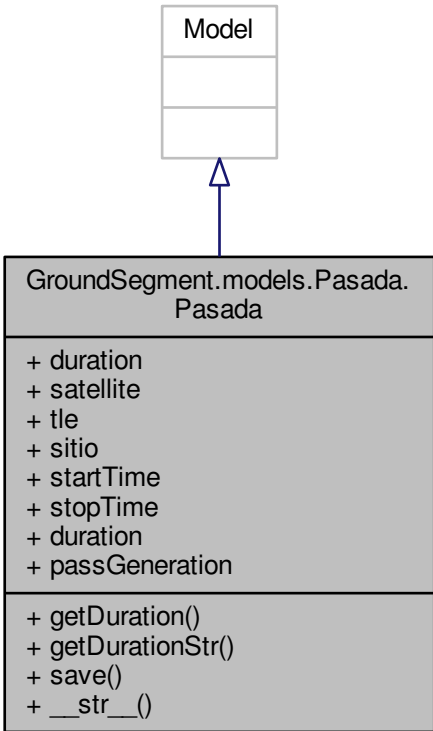 Model
GroundSegment.models.Pasada.
Pasada
+ duration
+ satellite
+ tle
+ sitio
+ startTime
+ stopTime
+ duration
+ passGeneration
+ getDuration()
+ getDurationStr()
+ save()
+ __str__()